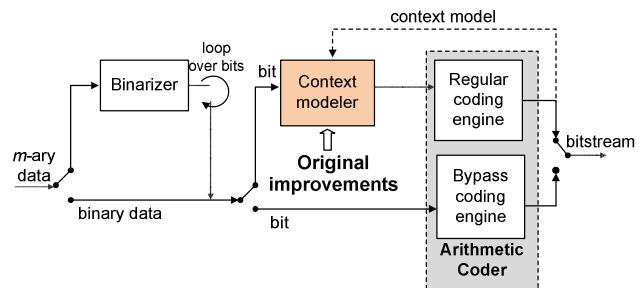 context model
loop
over bits
bit
Binarizer
Context
modeler
Regular
coding
engine
m-ary
data
bitstream
Original
improvements
binary data
bit
Bypass
coding
engine
Arithmetic
Coder